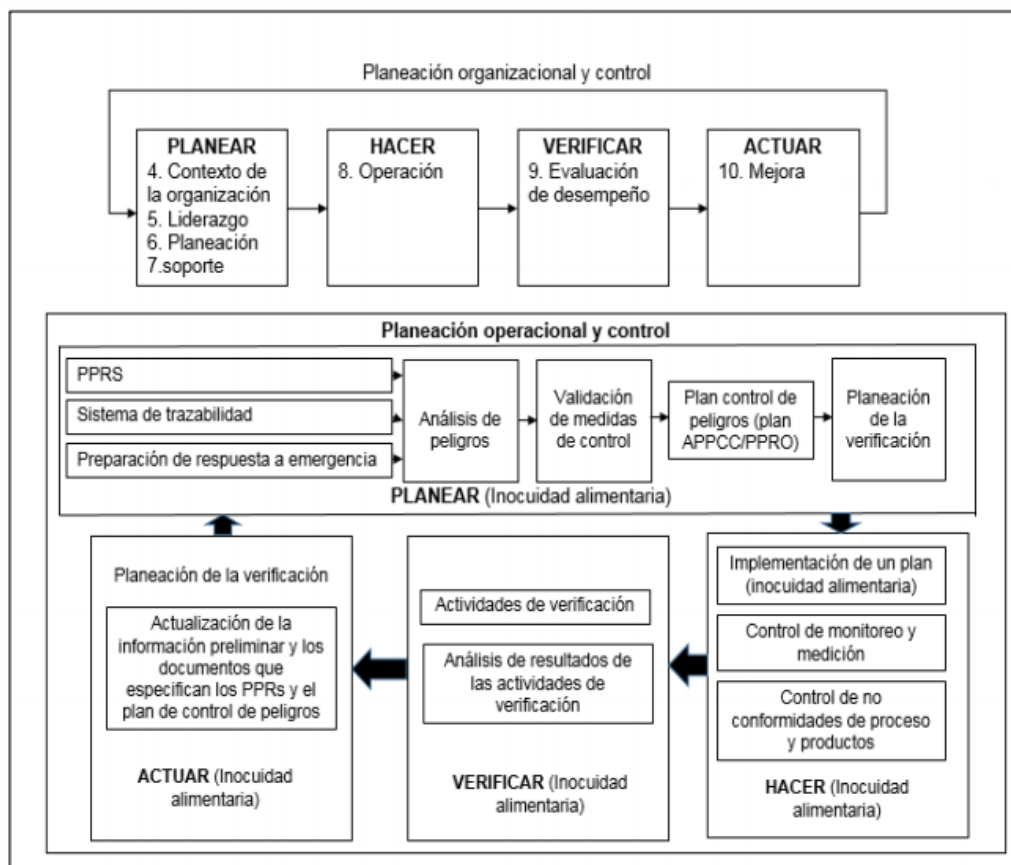 Planeación organizacional y control
PLANEAR
4. Contexto de
la organización
5. Liderazgo
6. Planeación
7.soporte
HACER
8. Operación
VERIFICAR
9. Evaluación
de desempeño
ACTUAR
10. Mejora
Planeación operacional y control
PPRS
Sistema de trazabilidad
Preparación de respuesta a emergencia
Análisis de
peligros
Validación
de medidas
de control
Plan control de
peligros (plan
APPCC/PPRO)
Planeación
de la
verificación
PLANEAR (Inocuidad alimentaria)
Planeación de la verificación
Actualización de la
información preliminar y los
documentos que
especifican los PPRs y el
plan de control de peligros
ACTUAR (Inocuidad
alimentaria)
Actividades de verificación
Análisis de resultados de
las actividades de
verificación
VERIFICAR (Inocuidad
alimentaria)
Implementación de un plan
(inocuidad alimentaria)
Control de monitoreo y
medición
Control de no
conformidades de proceso
y productos
HACER (Inocuidad
alimentaria)